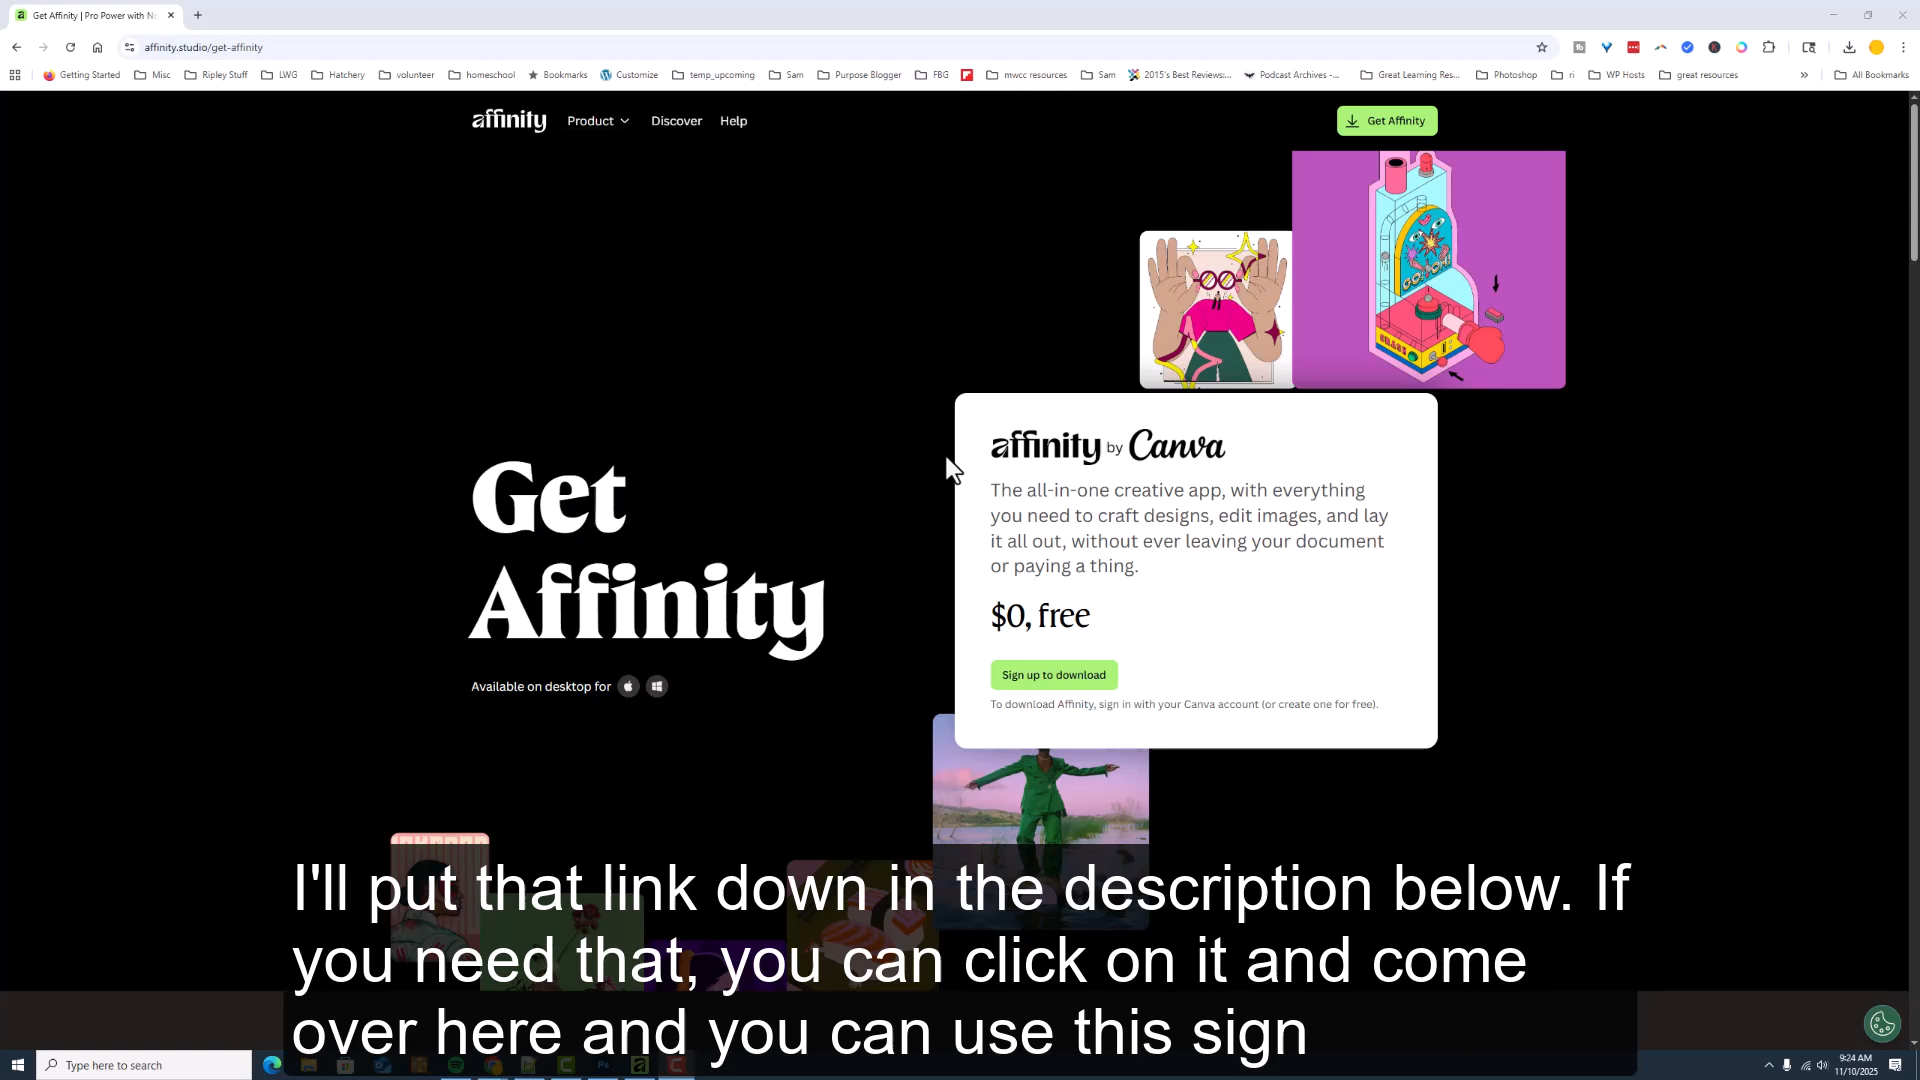 Get Affinity | Pro Power with No
affinity.studio/get-affinity
Getting Started
Misc
Ripley Stuff
LWG
Hatchery
volunteer
homeschool
Bookmarks
Customize
temp_upcoming
Sam
Purpose Blogger
FBG
mwcc resources
Sam
2015's Best Reviews:...
Podcast Archives -...
Great Learning Res...
Photoshop
ri
WP Hosts
great resources
»
All Bookmarks
affinity
Product
Discover
Help
Get Affinity
Get
Affinity
Available on desktop for
affinity by Canva
The all-in-one creative app, with everything
you need to craft designs, edit images, and lay
it all out, without ever leaving your document
or paying a thing.
$0, free
Sign up to download
To download Affinity, sign in with your Canva account (or create one for free).
I'll put that link down in the description below. If
you need that, you can click on it and come
over here and you can use this sign
Type here to search
9:24 AM
11/10/2025